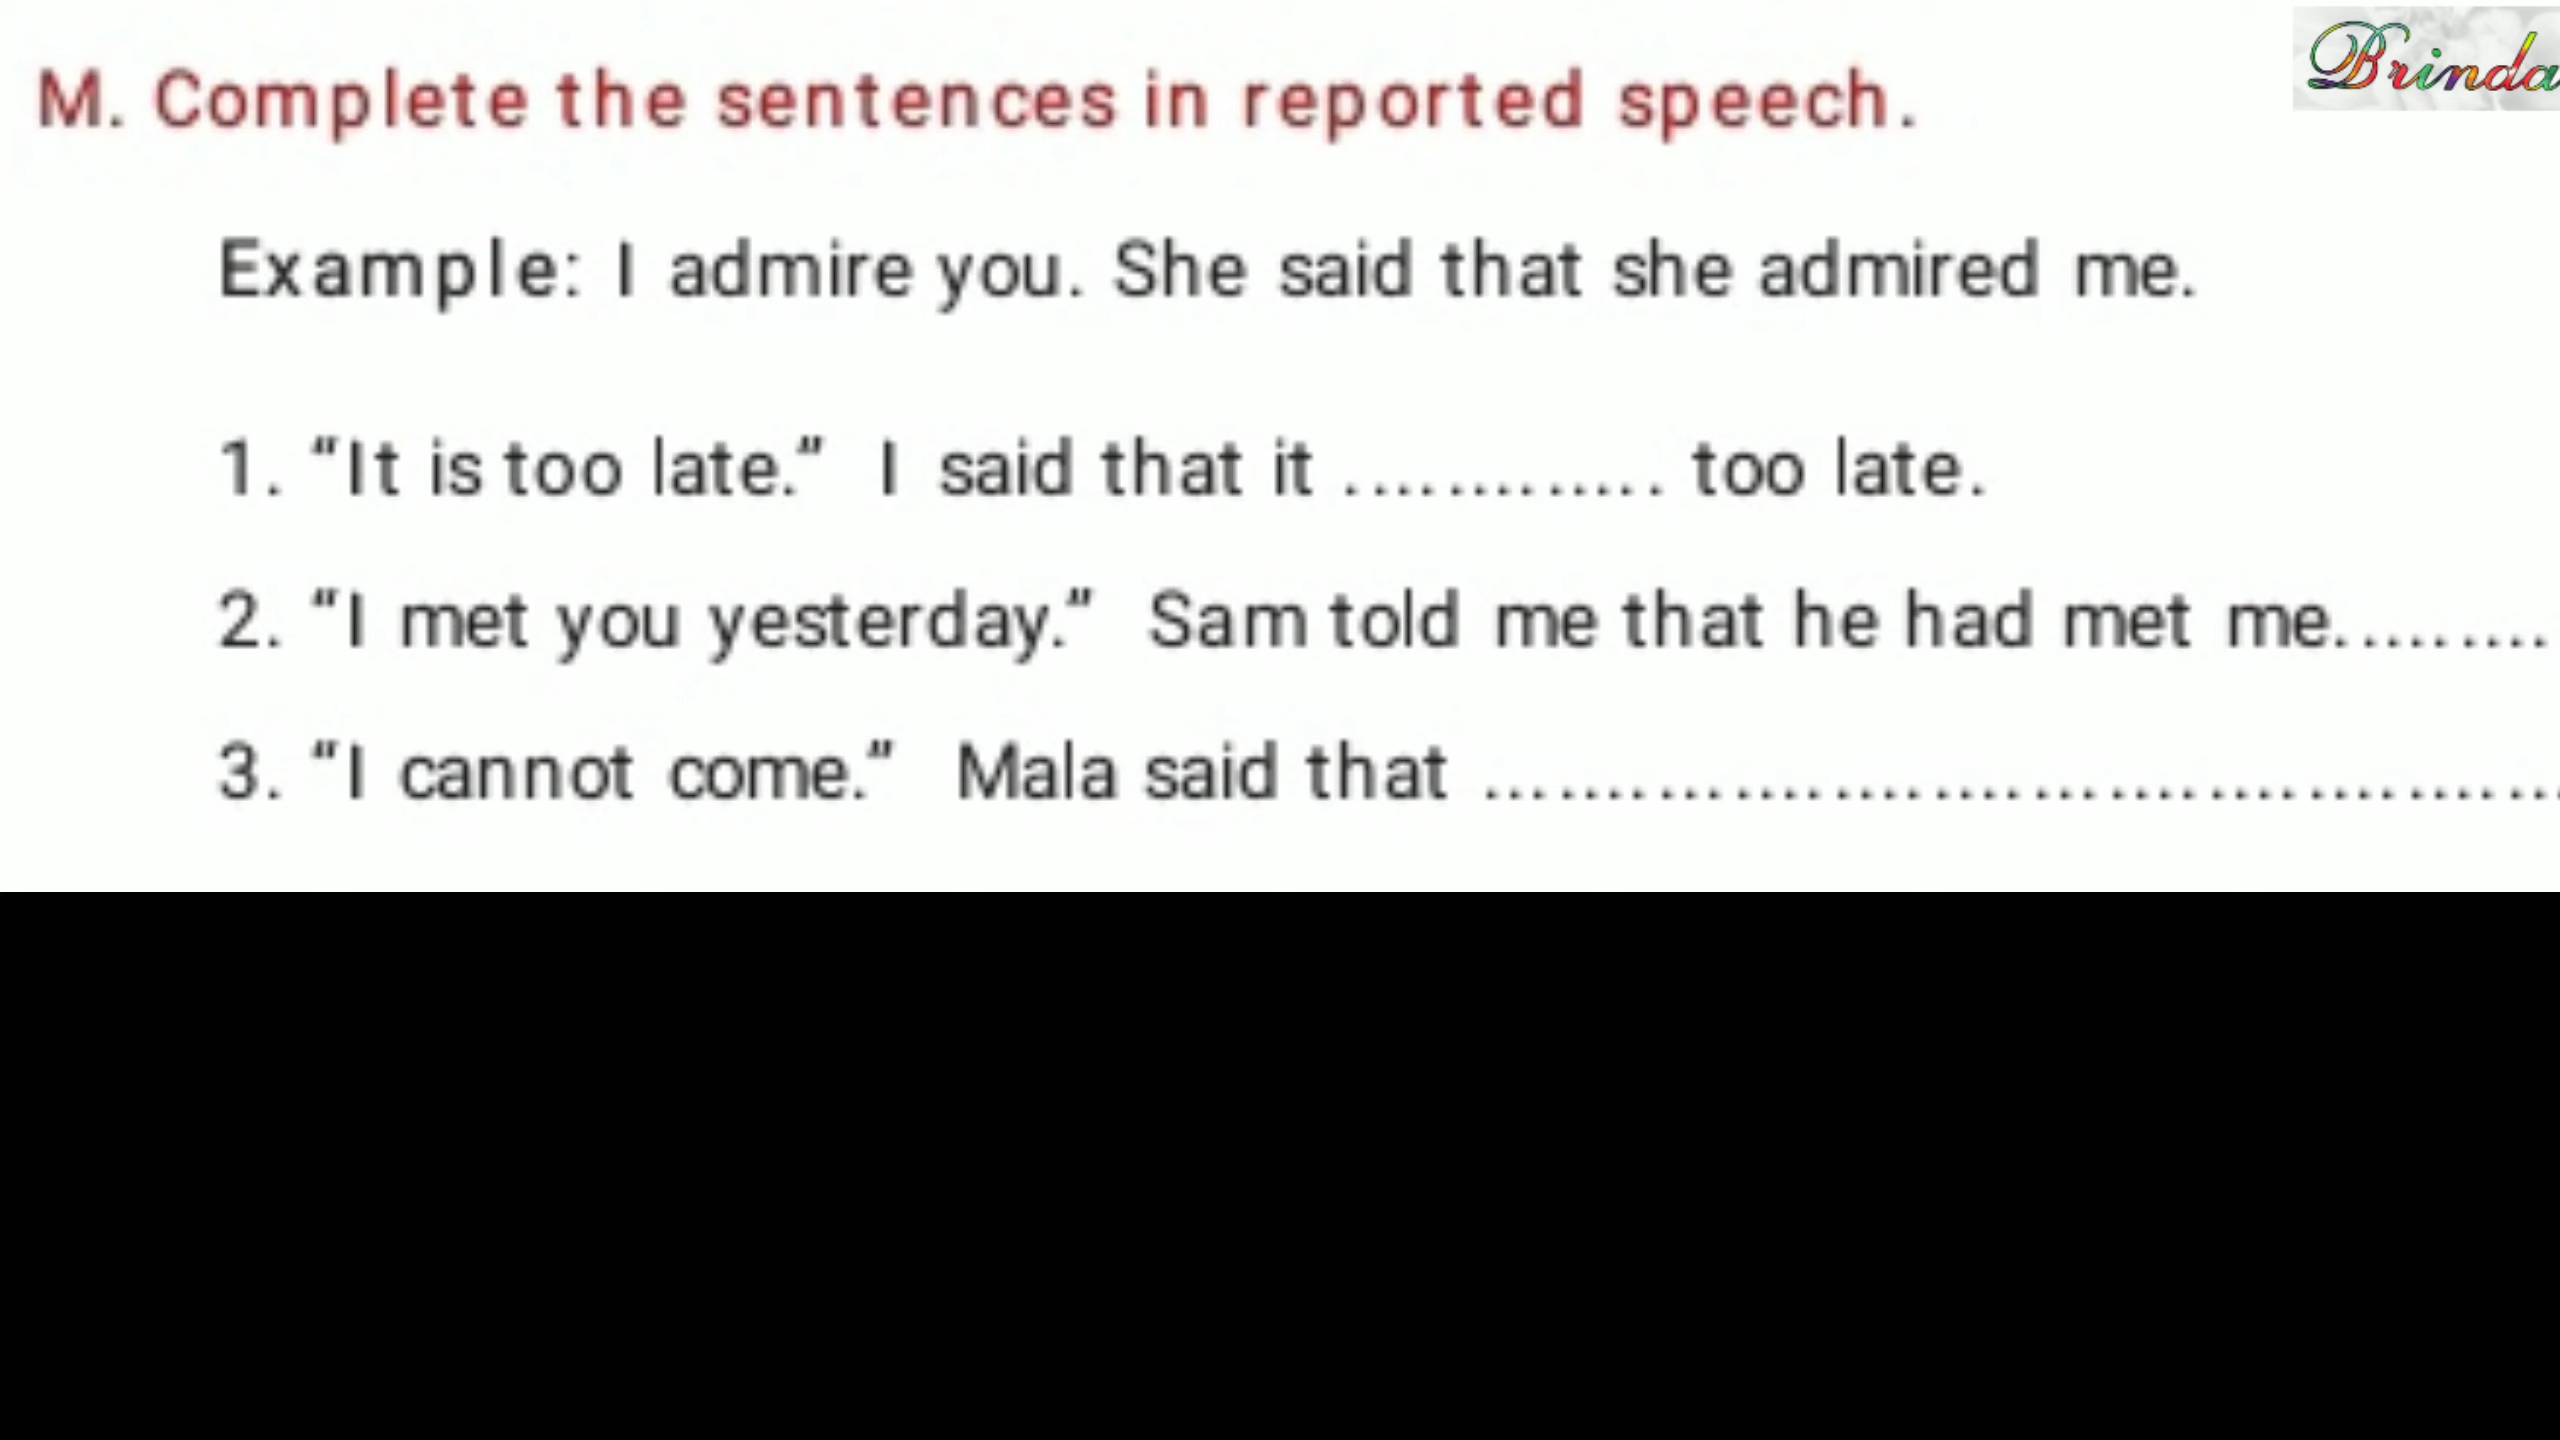 Brinda
M. Complete the sentences in reported speech.
Example: I admire you. She said that she admired me.
1. “It is too late.” I said that it ............. too late.
2. “I met you yesterday.” Sam told me that he had met me.........
3. “I cannot come.” Mala said that ...........................................